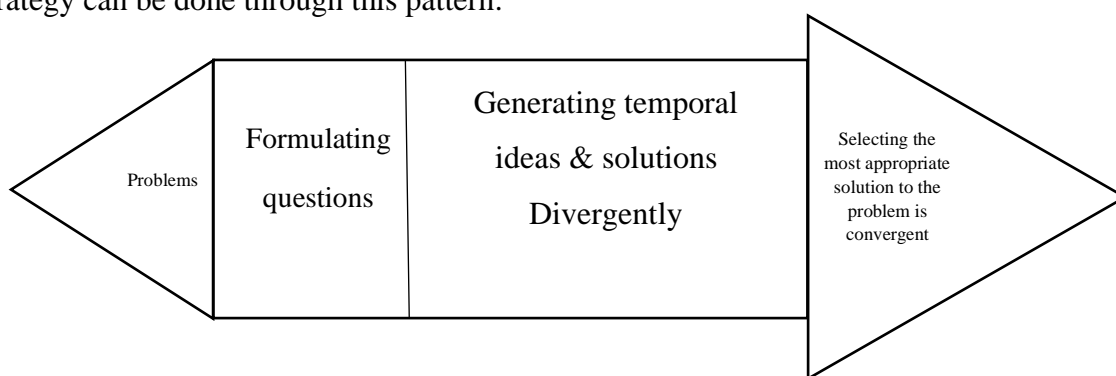 can be done through this pattern.
Problems
Formulating
questions
Generating temporal
ideas & solutions
Divergently
Selecting the
most appropriate
solution to the
problem is
convergent